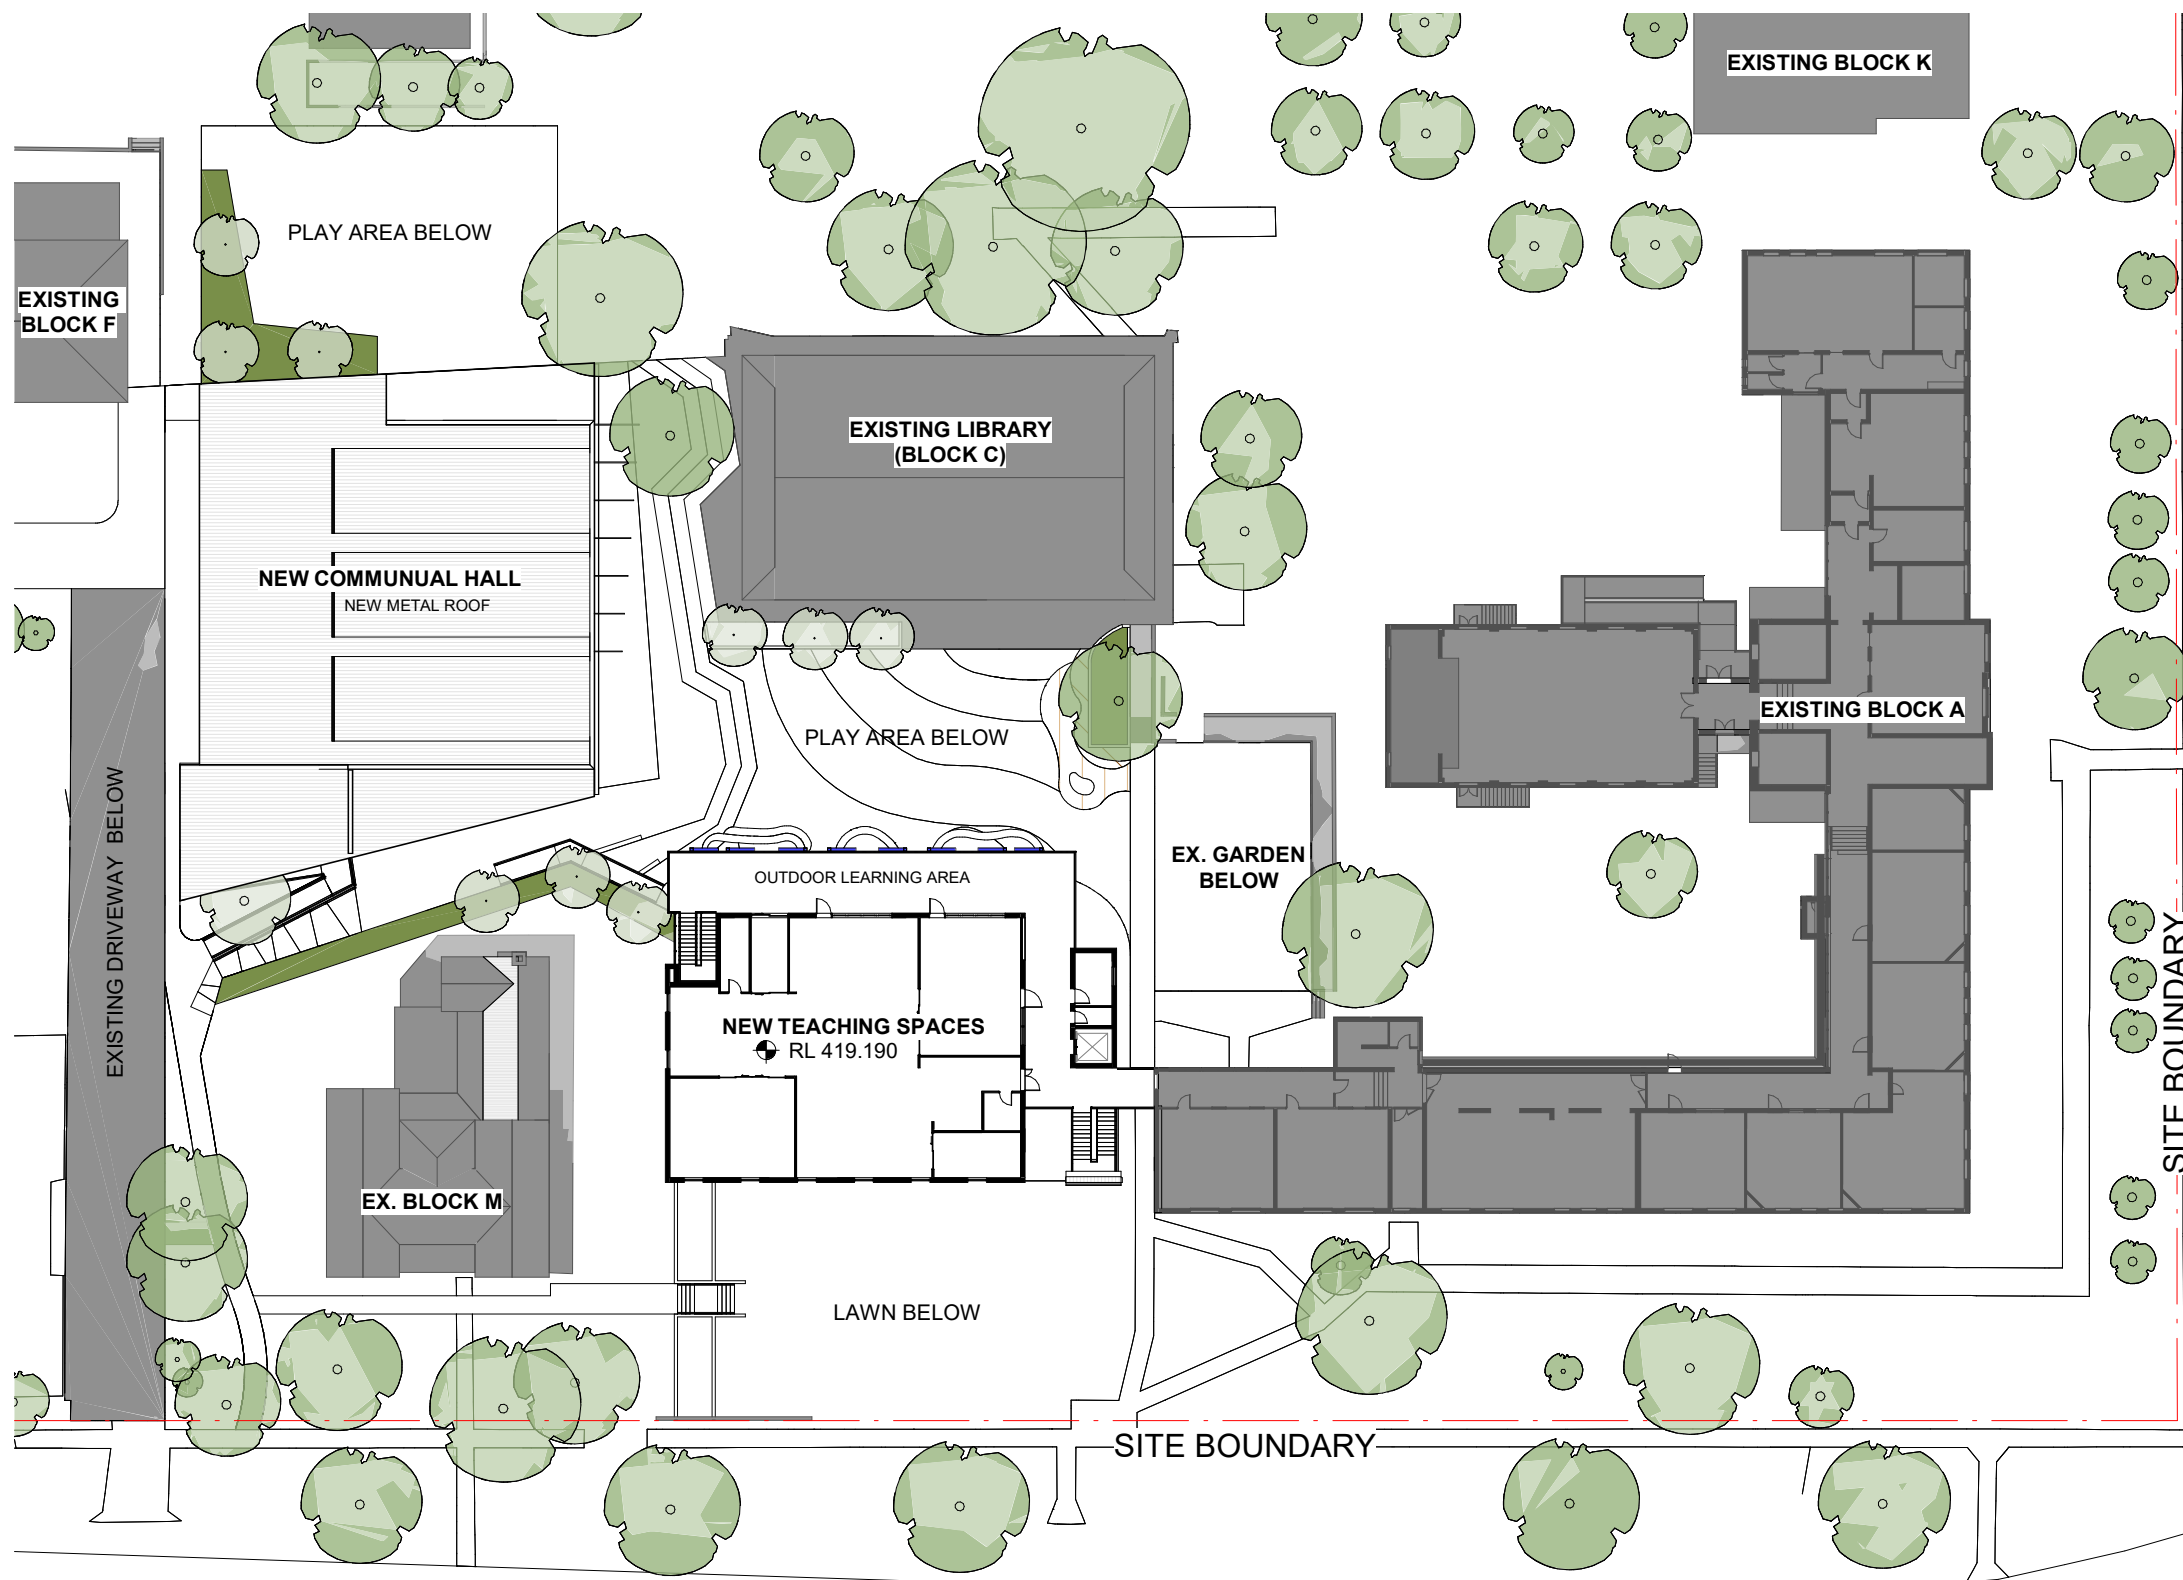 EXISTING BLOCK K
PLAY AREA BELOW
EXISTING
BLOCK F
EXISTING LIBRARY
(BLOCK C)
NEW COMMUNUAL HALL
NEW METAL ROOF
EXISTING BLOCK A
PLAY AREA BELOW
EXISTING DRIVEWAY BELOW
EX. GARDEN
BELOW
OUTDOOR LEARNING AREA
NEW TEACHING SPACES
RL 419.190
SITE BOUNDARY
EX. BLOCK M
LAWN BELOW
SITE BOUNDARY